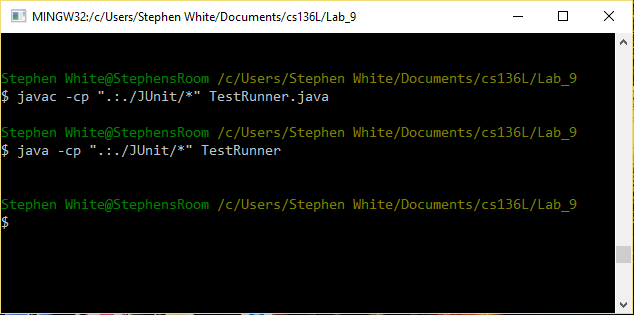 MINGW32:/c/Users/Stephen White/Documents/cs136L/Lab_9
Stephen White@StephensRoom /c/Users/Stephen White/Documents/cs136L/Lab_9
$ javac -cp ".:./JUnit/*" TestRunner.java
Stephen White@StephensRoom /c/Users/Stephen White/Documents/cs136L/Lab_9
$ java -cp ".:./JUnit/*" TestRunner
Stephen White@StephensRoom /c/Users/Stephen White/Documents/cs136L/Lab_9
$